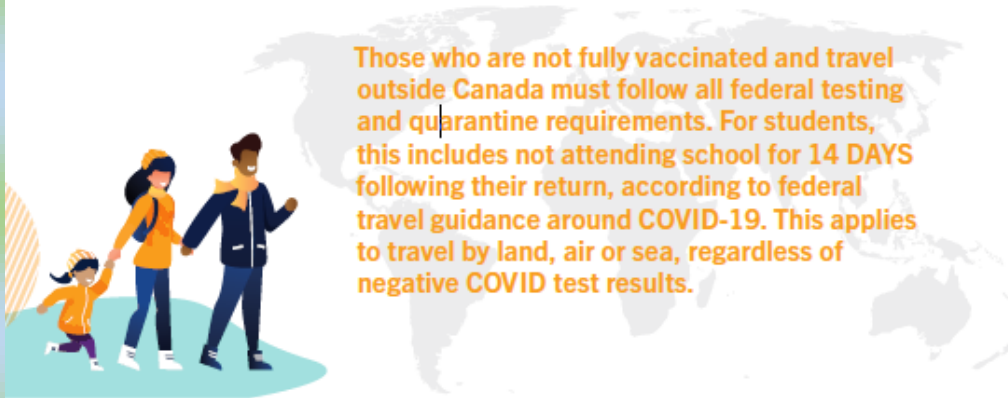 Those who are not fully vaccinated and travel
outside Canada must follow all federal testing
and quarantine requirements. For students,
this includes not attending school for 14 DAYS
following their return, according to federal
travel guidance around COVID-19. This applies
to travel by land, air or sea, regardless of
negative COVID test results.